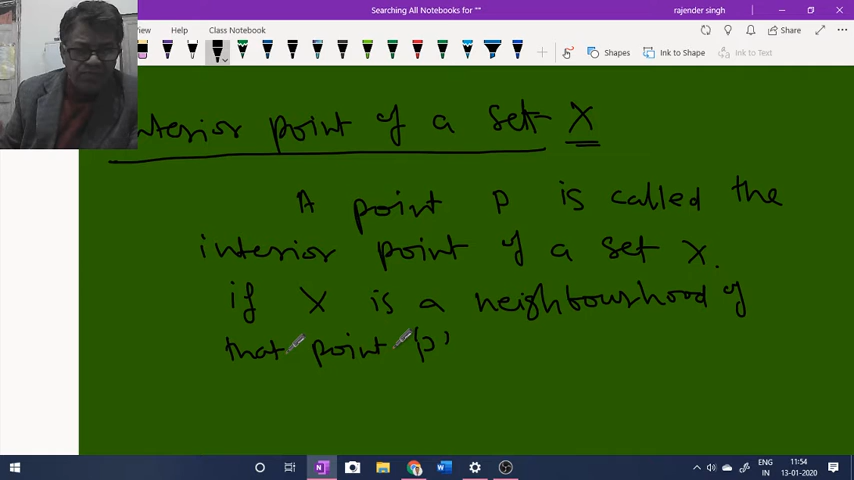 Searching All Notebooks for ""
rajender singh
View Help Class Notebook
Share
Shapes Ink to Shape Ink to Text
nterior point of a set X
A point P is called the
interior point of a set X.
if X is a neighbourhood of
that point 'p'
ENG
IN
11:54
13-01-2020